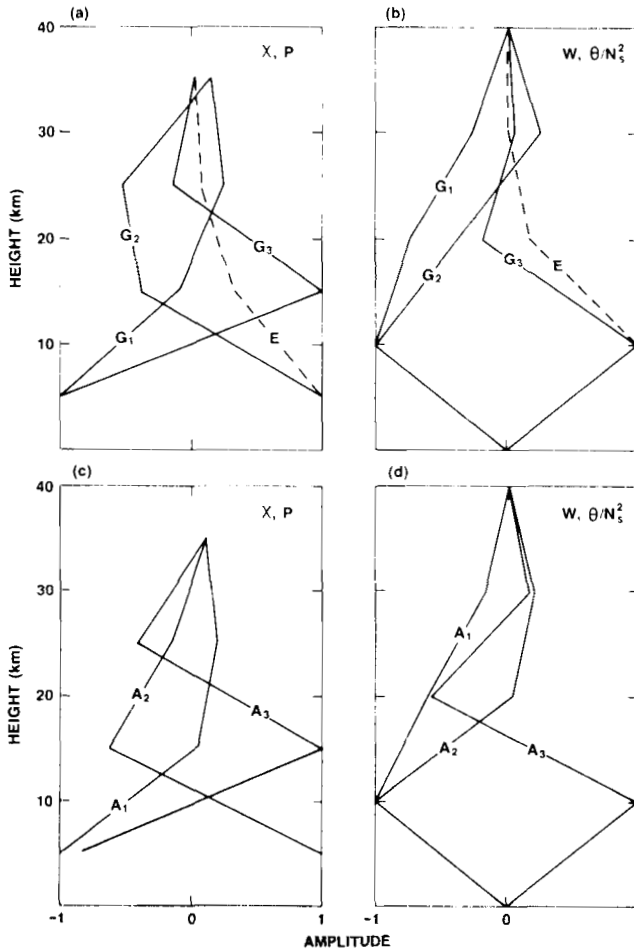 (a)
χ, P
(b)
W, θ/N_s^2
40
30
20
10
HEIGHT (km)
G1
G2
G3
E
G1
G2
G3
E
(c)
χ, P
(d)
W, θ/N_s^2
40
30
20
10
HEIGHT (km)
A1
A2
A3
A1
A2
A3
-1
0
1
-1
0
AMPLITUDE